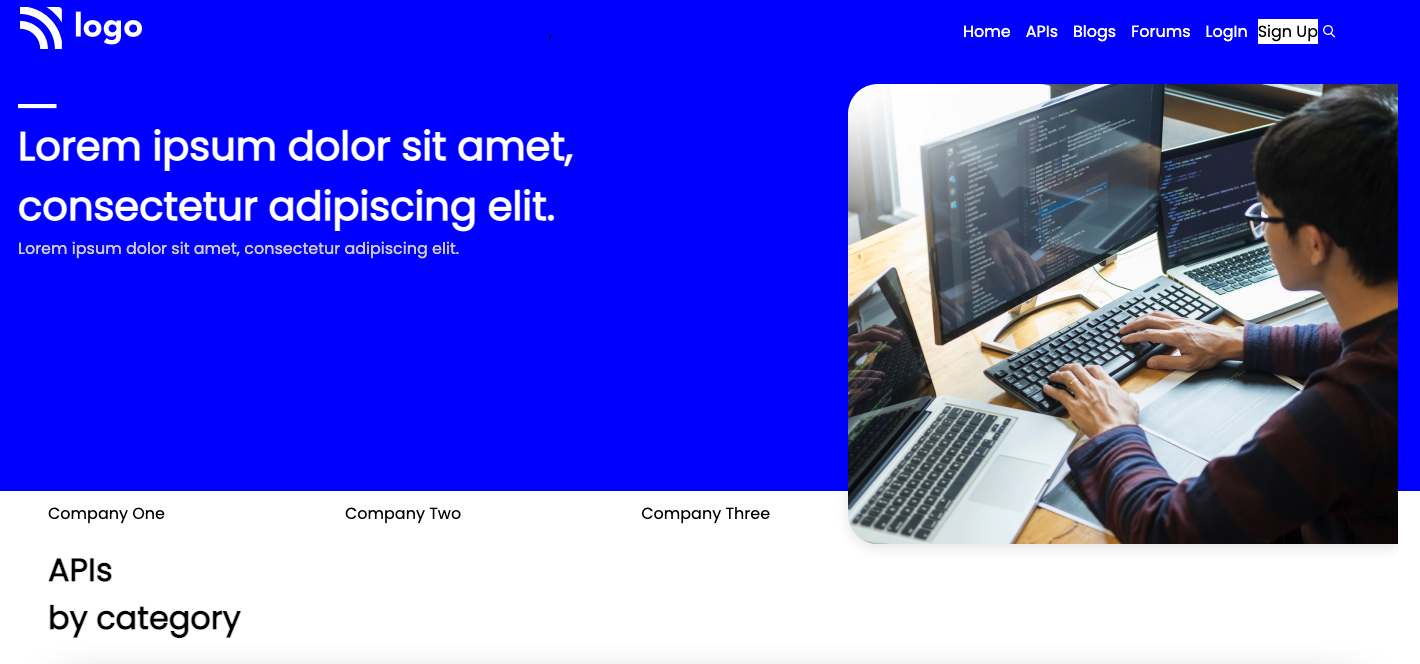 logo
,
Home APIs Blogs Forums LogIn Sign Up
Lorem ipsum dolor sit amet,
consectetur adipiscing elit.
Lorem ipsum dolor sit amet, consectetur adipiscing elit.
Company One Company Two Company Three
APIs
by category